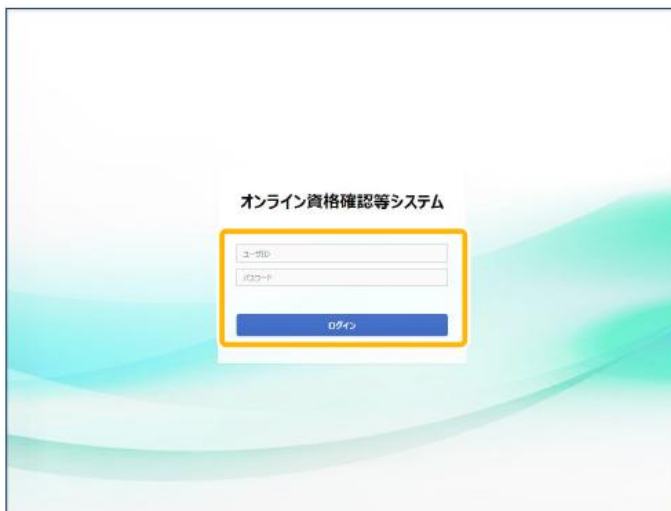 オンライン資格確認等システム
ユーザID
パスワード
ログイン